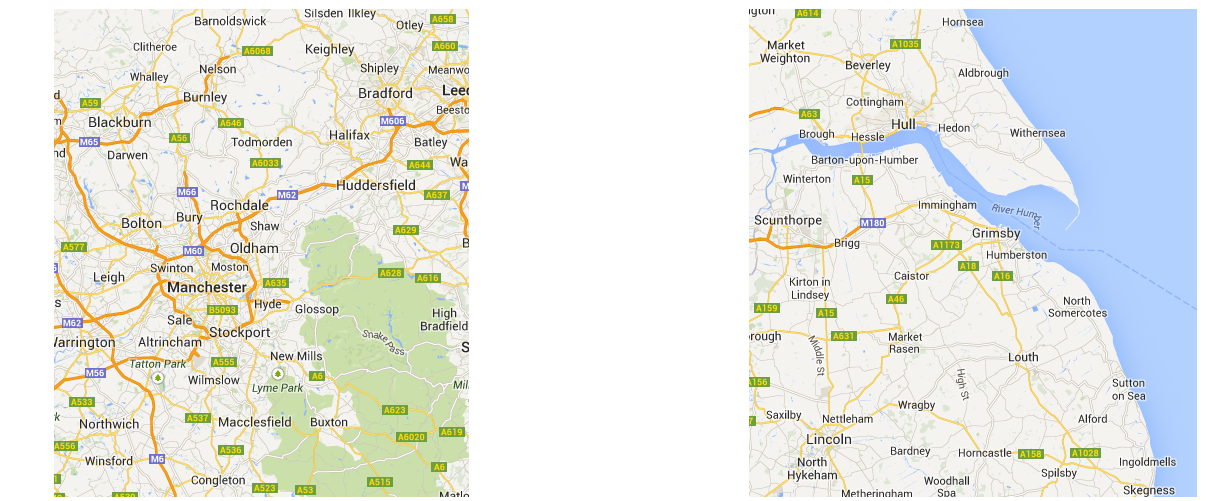 Barnoldswick
Silsden Ilkley
A658
Otley
Clitheroe
A6068
Keighley
A660
Whalley
Nelson
Shipley
Meanwo
Burnley
Bradford
Leec
A59
Beesto
Blackburn
A646
M606
M65
A56
Todmorden
Halifax
Batley
Darwen
A6033
A644
Wa
M66
M62
Huddersfield
A637
Rochdale
Bolton
Bury
Shaw
A629
A577
M60
Oldham
Swinton
Moston
Leigh
A635
A628
A616
Manchester
Hyde
Glossop
B5093
High
Bradfield
M62
Sale
Stockport
Snake Pass
Altrincham
New Mills
Tatton Park
A555
M56
Wilmslow
Lyme Park
A6
A533
A537
Macclesfield
Buxton
A623
Northwich
A6020
A619
A556
A536
Winsford
M6
A6
Congleton
A523
A53
A515
A614
Hornsea
Market
Weighton
A1035
Beverley
Aldbrough
Cottingham
A63
Hull
Brough
Hessle
Hedon
Withernsea
Barton-upon-Humber
Winterton
A15
Immingham
River Humber
Scunthorpe
M180
Grimsby
Brigg
A1173
Humberston
A18
A16
Kirton in
Lindsey
Caistor
A46
North
Somercotes
A159
A15
A631
Middle St
Market
Rasen
Louth
A156
High St
Sutton
on Sea
Saxilby
Nettleham
Wragby
Alford
Lincoln
Bardney
Horncastle
A158
A1028
North
Hykeham
Ingoldmells
Spilsby
Metheringham
Woodhall
Spa
Skegness